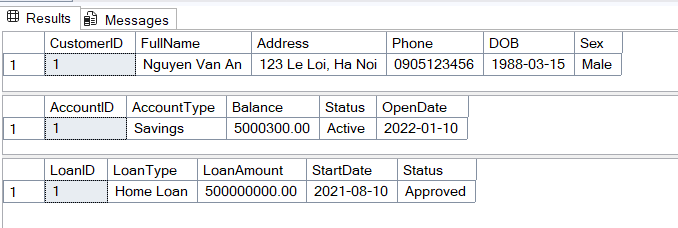 Results Messages
CustomerID FullName Address Phone DOB Sex
1 1 Nguyen Van An 123 Le Loi, Ha Noi 0905123456 1988-03-15 Male
AccountID AccountType Balance Status OpenDate
1 1 Savings 5000300.00 Active 2022-01-10
LoanID LoanType LoanAmount StartDate Status
1 1 Home Loan 500000000.00 2021-08-10 Approved